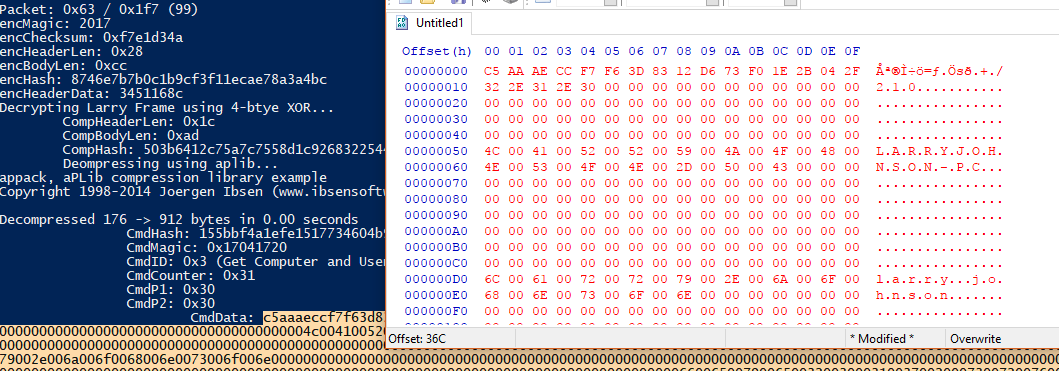 Packet: 0x63 / 0x1f7 (99)
encMagic: 2017
encChecksum: 0xf7e1d34a
encHeaderLen: 0x28
encBodyLen: 0xcc
encHash: 8746e7b7b0c1b9cf3f11ecae78a3a4bc
encHeaderData: 3451168c
Decrypting Larry Frame using 4-btye XOR...
CompHeaderLen: 0x1c
CompBodyLen: 0xad
CompHash: 503b6412c75a7c7558d1c926832254
Deompressing using aplib...
appack, aPLib compression library example
Copyright 1998-2014 Joergen Ibsen (www.ibsensoftw
Decompressed 176 -> 912 bytes in 0.00 seconds
CmdHash: 155bbf4a1efe1517734604b9
CmdMagic: 0x17041720
CmdID: 0x3 (Get Computer and User
CmdCounter: 0x31
CmdP1: 0x30
CmdP2: 0x30
CmdData: c5aaaeccf7f63d8
Untitled1
Offset(h) 00 01 02 03 04 05 06 07 08 09 0A 0B 0C 0D 0E 0F
00000000 C5 AA AE CC F7 F6 3D 83 12 D6 73 F0 1E 2B 04 2F Åª®Ì÷ö=ƒ.Ösð.+./
00000010 32 2E 31 2E 30 00 00 00 00 00 00 00 00 00 00 00 2.1.0...........
00000020 00 00 00 00 00 00 00 00 00 00 00 00 00 00 00 00 ................
00000030 00 00 00 00 00 00 00 00 00 00 00 00 00 00 00 00 ................
00000040 00 00 00 00 00 00 00 00 00 00 00 00 00 00 00 00 ................
00000050 4C 00 41 00 52 00 52 00 59 00 4A 00 4F 00 48 00 L.A.R.R.Y.J.O.H.
00000060 4E 00 53 00 4F 00 4E 00 2D 00 50 00 43 00 00 00 N.S.O.N.-.P.C...
00000070 00 00 00 00 00 00 00 00 00 00 00 00 00 00 00 00 ................
00000080 00 00 00 00 00 00 00 00 00 00 00 00 00 00 00 00 ................
00000090 00 00 00 00 00 00 00 00 00 00 00 00 00 00 00 00 ................
000000A0 00 00 00 00 00 00 00 00 00 00 00 00 00 00 00 00 ................
000000B0 00 00 00 00 00 00 00 00 00 00 00 00 00 00 00 00 ................
000000C0 00 00 00 00 00 00 00 00 00 00 00 00 00 00 00 00 ................
000000D0 6C 00 61 00 72 00 72 00 79 00 2E 00 6A 00 6F 00 l.a.r.r.y...j.o.
000000E0 68 00 6E 00 73 00 6F 00 6E 00 00 00 00 00 00 00 h.n.s.o.n.......
000000F0 00 00 00 00 00 00 00 00 00 00 00 00 00 00 00 00 ................
Offset: 36C * Modified * Overwrite